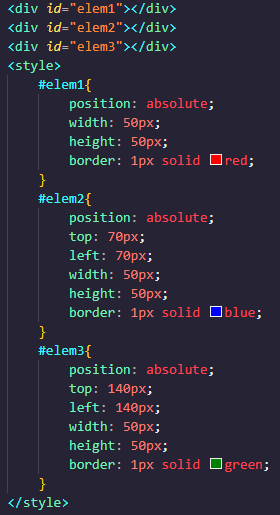 <div id="elem1"></div>
<div id="elem2"></div>
<div id="elem3"></div>
<style>
    #elem1{
        position: absolute;
        width: 50px;
        height: 50px;
        border: 1px solid red;
    }
    #elem2{
        position: absolute;
        top: 70px;
        left: 70px;
        width: 50px;
        height: 50px;
        border: 1px solid blue;
    }
    #elem3{
        position: absolute;
        top: 140px;
        left: 140px;
        width: 50px;
        height: 50px;
        border: 1px solid green;
    }
</style>